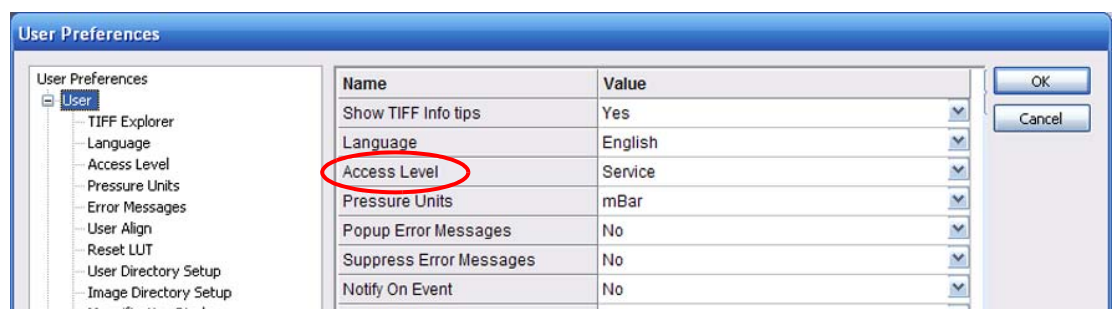 User Preferences
User Preferences
User
TIFF Explorer
Language
Access Level
Pressure Units
Error Messages
User Align
Reset LUT
User Directory Setup
Image Directory Setup
Name Value
Show TIFF Info tips Yes
Language English
Access Level Service
Pressure Units mBar
Popup Error Messages No
Suppress Error Messages No
Notify On Event No
OK
Cancel